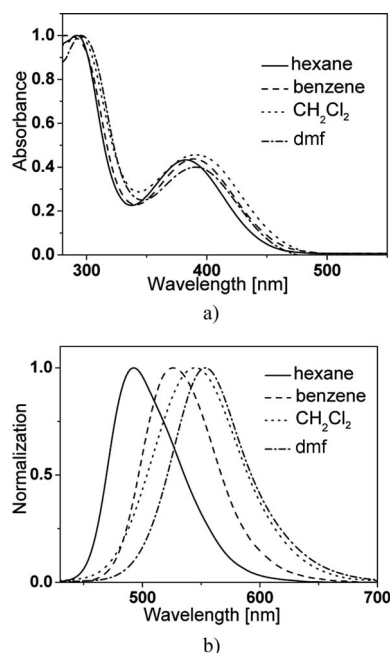 1.0
0.8
0.6
0.4
0.2
0.0
Absorbance
hexane
benzene
CH₂Cl₂
dmf
300
400
500
Wavelength [nm]
a)
1.0
0.5
0.0
Normalization
hexane
benzene
CH₂Cl₂
dmf
500
600
700
Wavelength [nm]
b)